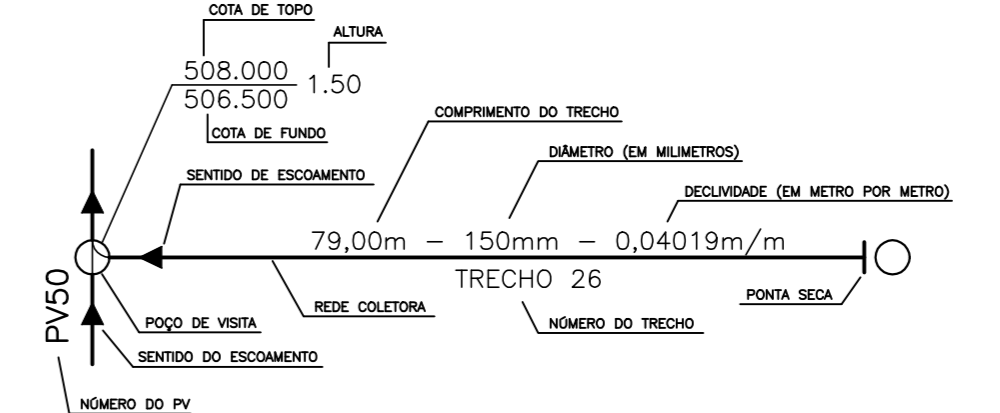 COTA DE TOPO
ALTURA
508.000
1.50
506.500
COTA DE FUNDO
COMPRIMENTO DO TRECHO
DIÂMETRO (EM MILIMETROS)
SENTIDO DE ESCOAMENTO
DECLIVIDADE (EM METRO POR METRO)
79,00m – 150mm – 0,04019m/m
TRECHO 26
PV50
REDE COLETORA
PONTA SECA
POÇO DE VISITA
NÚMERO DO TRECHO
SENTIDO DO ESCOAMENTO
NÚMERO DO PV